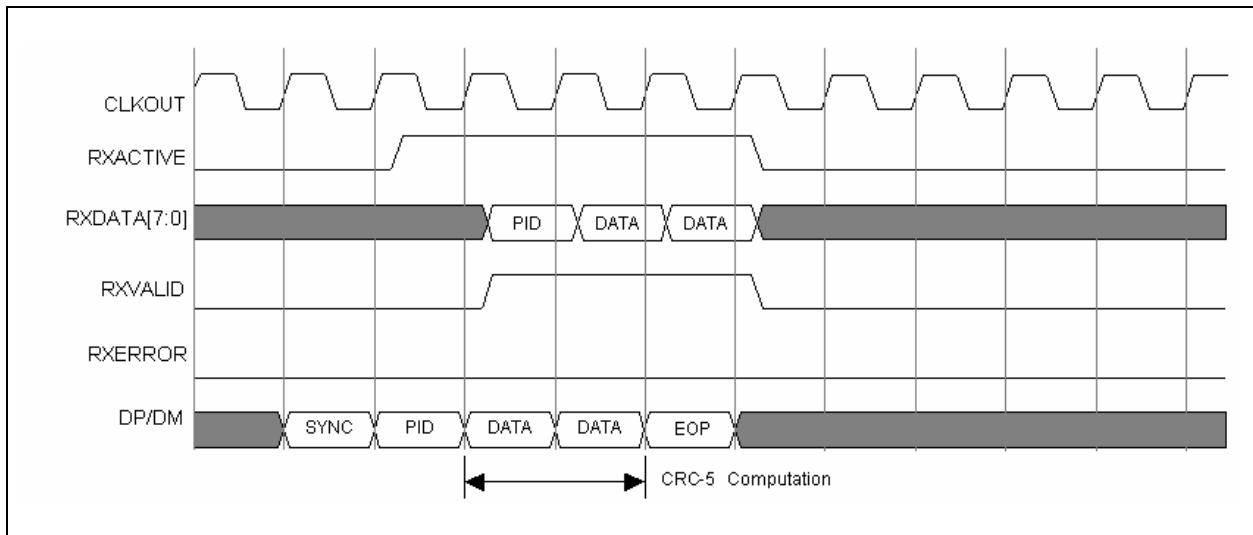 CLKOUT
RXACTIVE
RXDATA[7:0]
PID DATA DATA
RXVALID
RXERROR
DP/DM
SYNC PID DATA DATA EOP
CRC-5 Computation